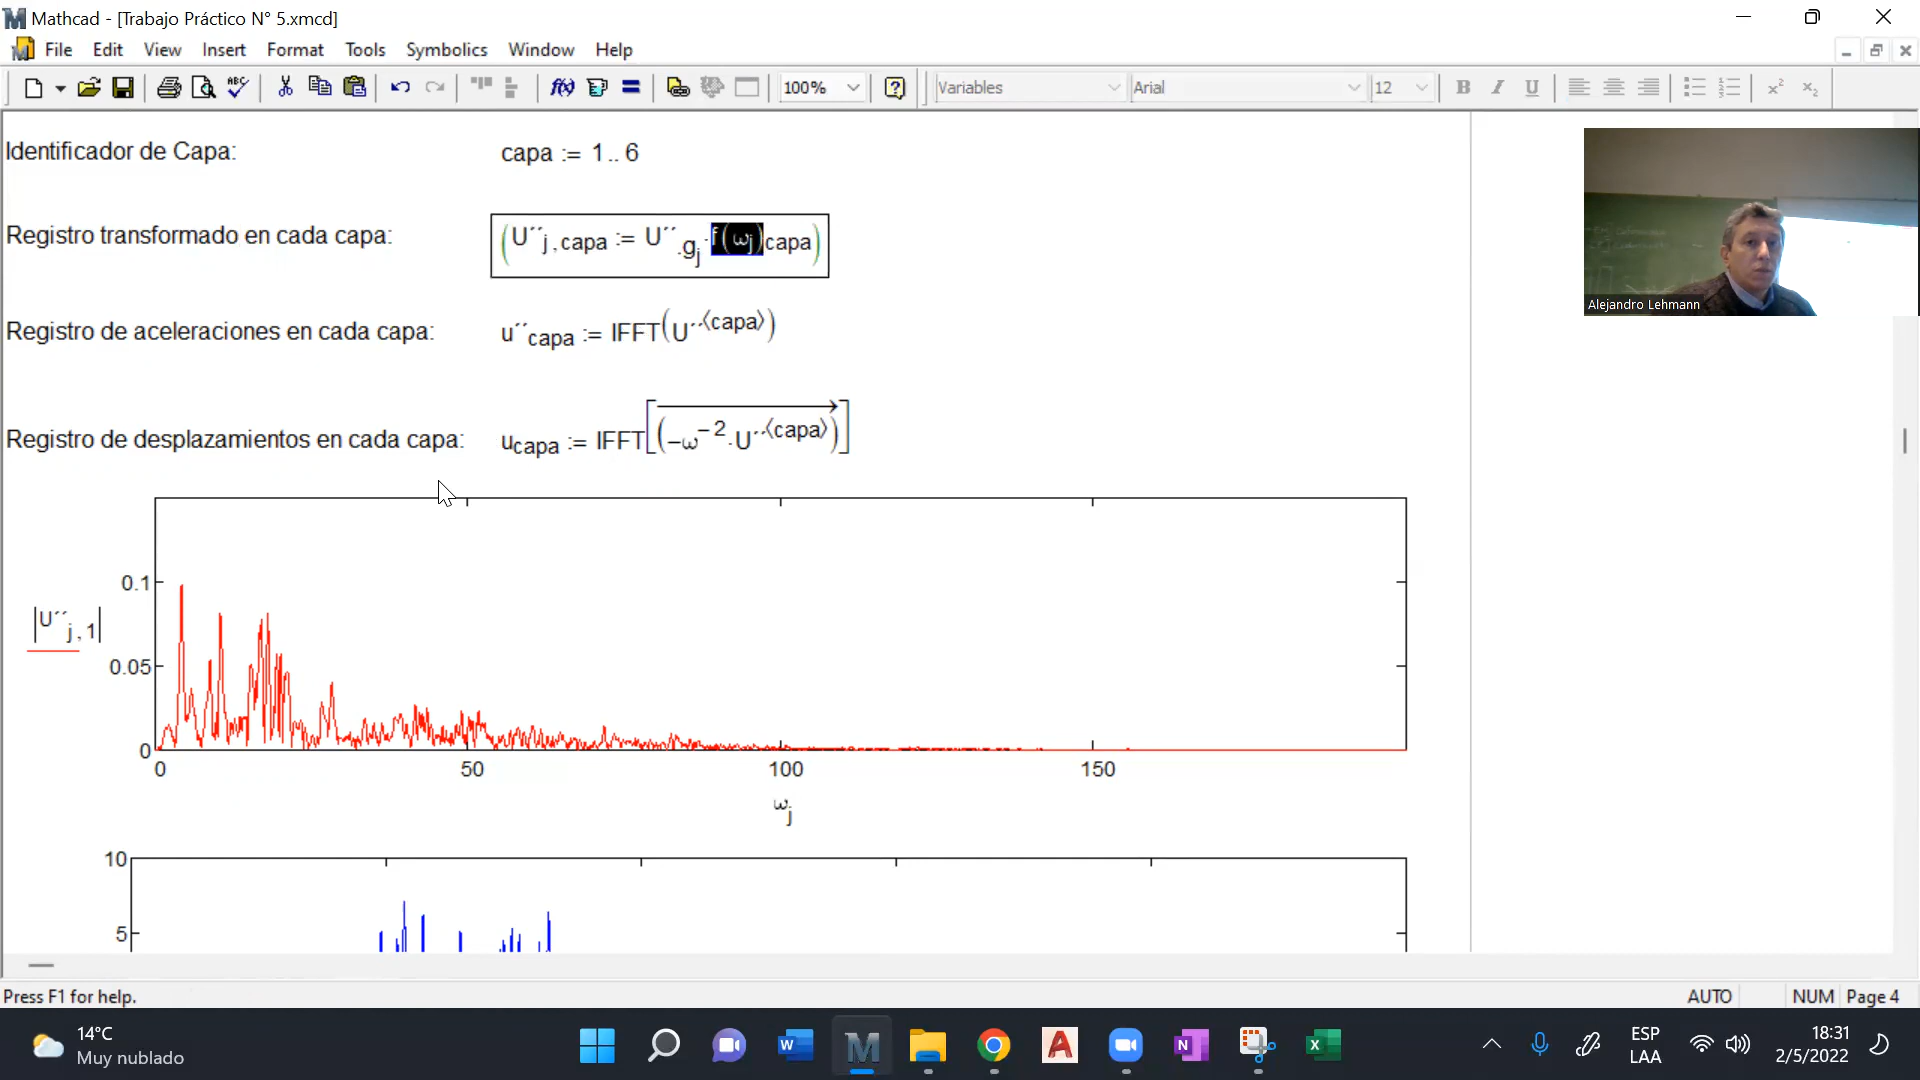 Mathcad - [Trabajo Práctico N° 5.xmcd]
File Edit View Insert Format Tools Symbolics Window Help
100% Variables Arial 12 B I U
Identificador de Capa: capa := 1 .. 6
Registro transformado en cada capa: (U´´j , capa := U´´.gj · f(ωj)capa)
Registro de aceleraciones en cada capa: u´´capa := IFFT(U´´⟨capa⟩)
Registro de desplazamientos en cada capa: ucapa := IFFT[(−ω−2 · U´´⟨capa⟩)]
Alejandro Lehmann
0.1
|U´´j , 1|
0.05
0
0 50 100 150
ωj
10
5
Press F1 for help. AUTO NUM Page 4
14°C
Muy nublado
ESP
LAA
18:31
2/5/2022